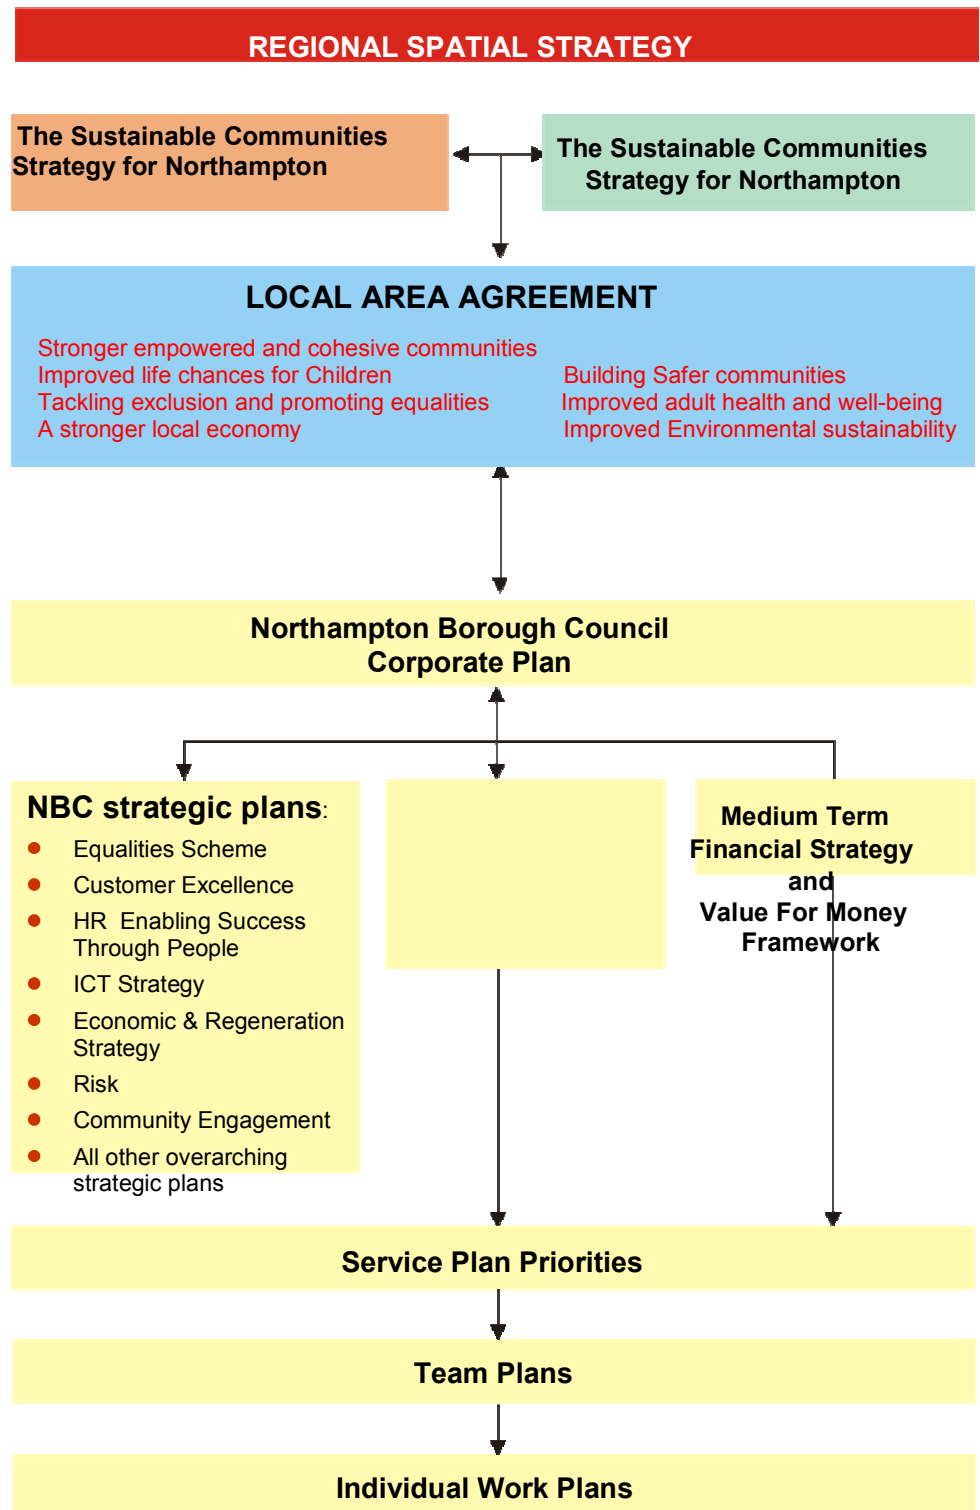 REGIONAL SPATIAL STRATEGY
The Sustainable Communities
Strategy for Northampton
The Sustainable Communities
Strategy for Northampton
LOCAL AREA AGREEMENT
Stronger empowered and cohesive communities
Improved life chances for Children
Tackling exclusion and promoting equalities
A stronger local economy
Building Safer communities
Improved adult health and well-being
Improved Environmental sustainability
Northampton Borough Council
Corporate Plan
NBC strategic plans:
Equalities Scheme
Customer Excellence
HR Enabling Success
Through People
ICT Strategy
Economic & Regeneration
Strategy
Risk
Community Engagement
All other overarching
strategic plans
Medium Term
Financial Strategy
and
Value For Money
Framework
Service Plan Priorities
Team Plans
Individual Work Plans